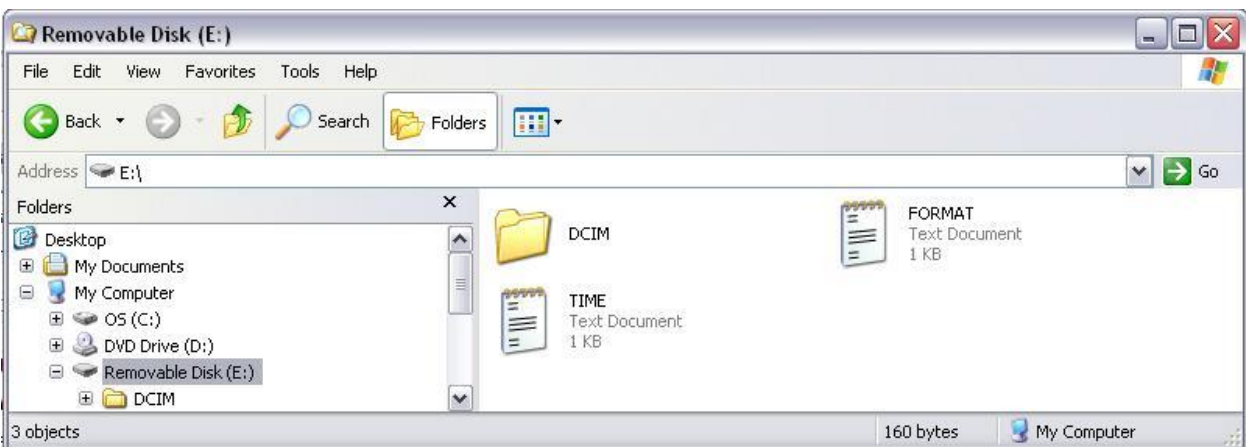 Removable Disk (E:)
File Edit View Favorites Tools Help
Back Search Folders
Address E:\ Go
Folders
Desktop
My Documents
My Computer
OS (C:)
DVD Drive (D:)
Removable Disk (E:)
DCIM
DCIM
FORMAT
Text Document
1 KB
TIME
Text Document
1 KB
3 objects 160 bytes My Computer